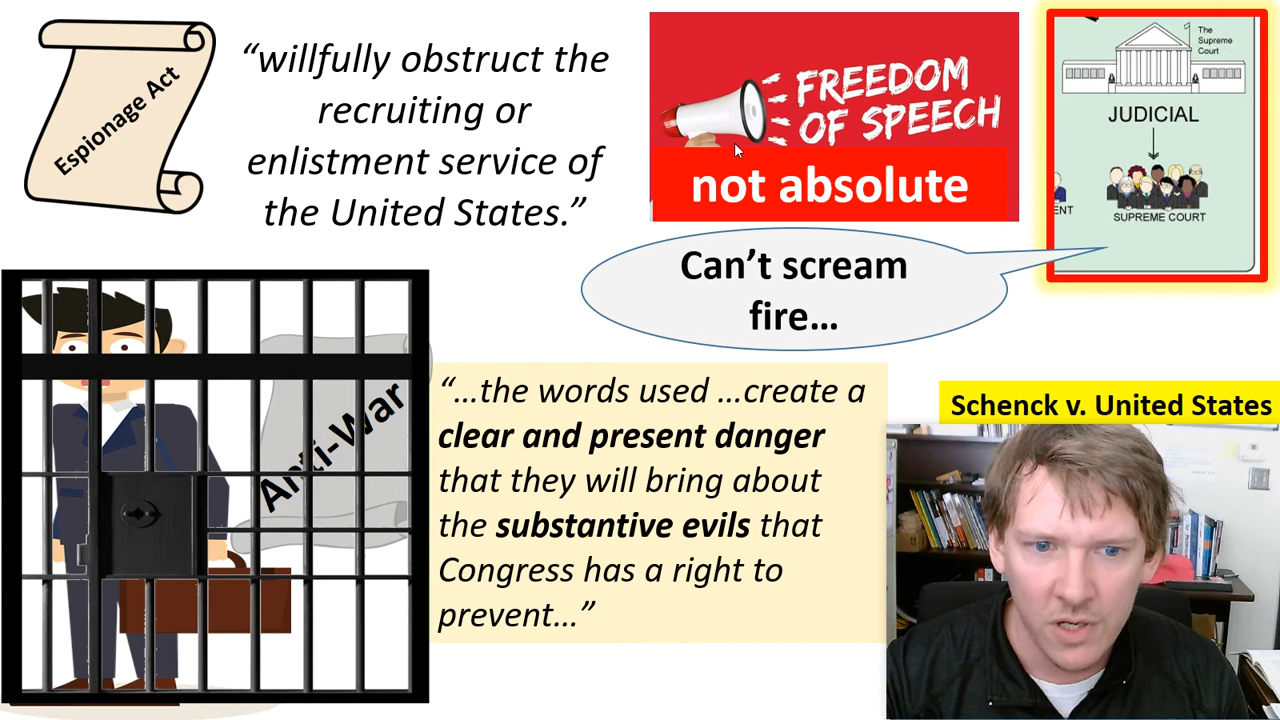 Espionage Act
“willfully obstruct the
recruiting or
enlistment service of
the United States.”
FREEDOM
OF SPEECH
not absolute
The
Supreme
Court
JUDICIAL
ENT
SUPREME COURT
Can’t scream
fire…
Anti-War
“…the words used …create a
clear and present danger
that they will bring about
the substantive evils that
Congress has a right to
prevent…”
Schenck v. United States